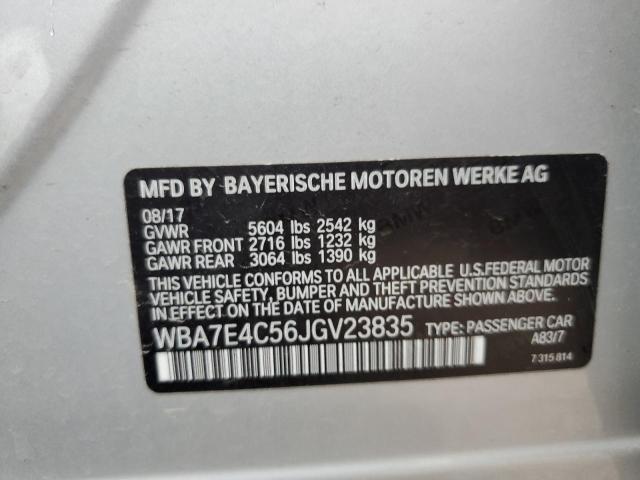 MFD BY BAYERISCHE MOTOREN WERKE AG
08/17
GVWR 5604 lbs 2542 kg
GAWR FRONT 2716 lbs 1232 kg
GAWR REAR 3064 lbs 1390 kg
THIS VEHICLE CONFORMS TO ALL APPLICABLE U.S.FEDERAL MOTOR
VEHICLE SAFETY, BUMPER AND THEFT PREVENTION STANDARDS
IN EFFECT ON THE DATE OF MANUFACTURE SHOWN ABOVE.
WBA7E4C56JGV23835 TYPE: PASSENGER CAR
A83/7
7 315 814